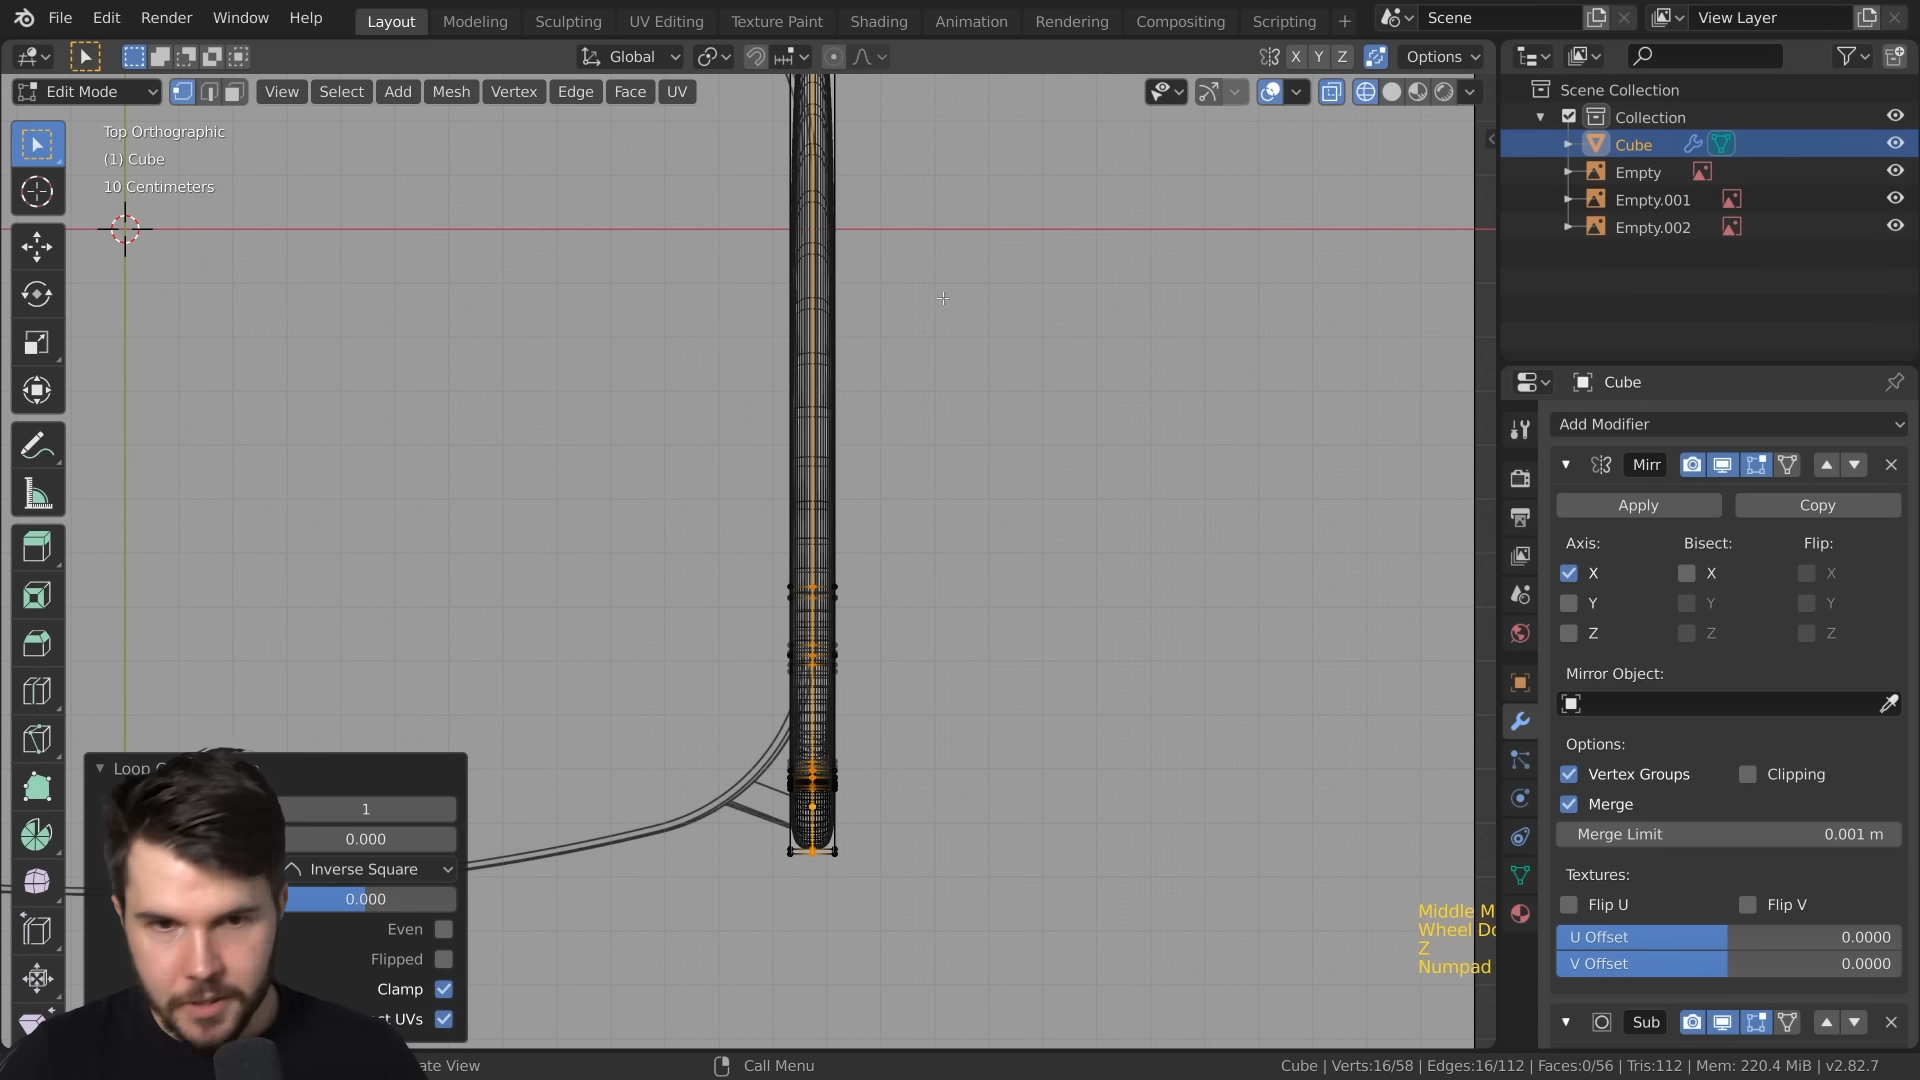 File Edit Render Window Help Layout Modeling Sculpting UV Editing Texture Paint Shading Animation Rendering Compositing Scripting + Scene View Layer
Global X Y Z Options
Edit Mode View Select Add Mesh Vertex Edge Face UV
Top Orthographic
(1) Cube
10 Centimeters
Scene Collection
Collection
Cube
Empty
Empty.001
Empty.002
Cube
Add Modifier
Mirr
Apply Copy
Axis: Bisect: Flip:
X X X
Y Y Y
Z Z Z
Mirror Object:
Options:
Vertex Groups Clipping
Merge
Merge Limit 0.001 m
Textures:
Flip U Flip V
U Offset 0.0000
V Offset 0.0000
Sub
Loop
1
0.000
Inverse Square
0.000
Even
Flipped
Clamp
UVs
Middle M
Wheel Do
Z
Numpad
View
Call Menu
Cube | Verts:16/58 | Edges:16/112 | Faces:0/56 | Tris:112 | Mem: 220.4 MiB | v2.82.7